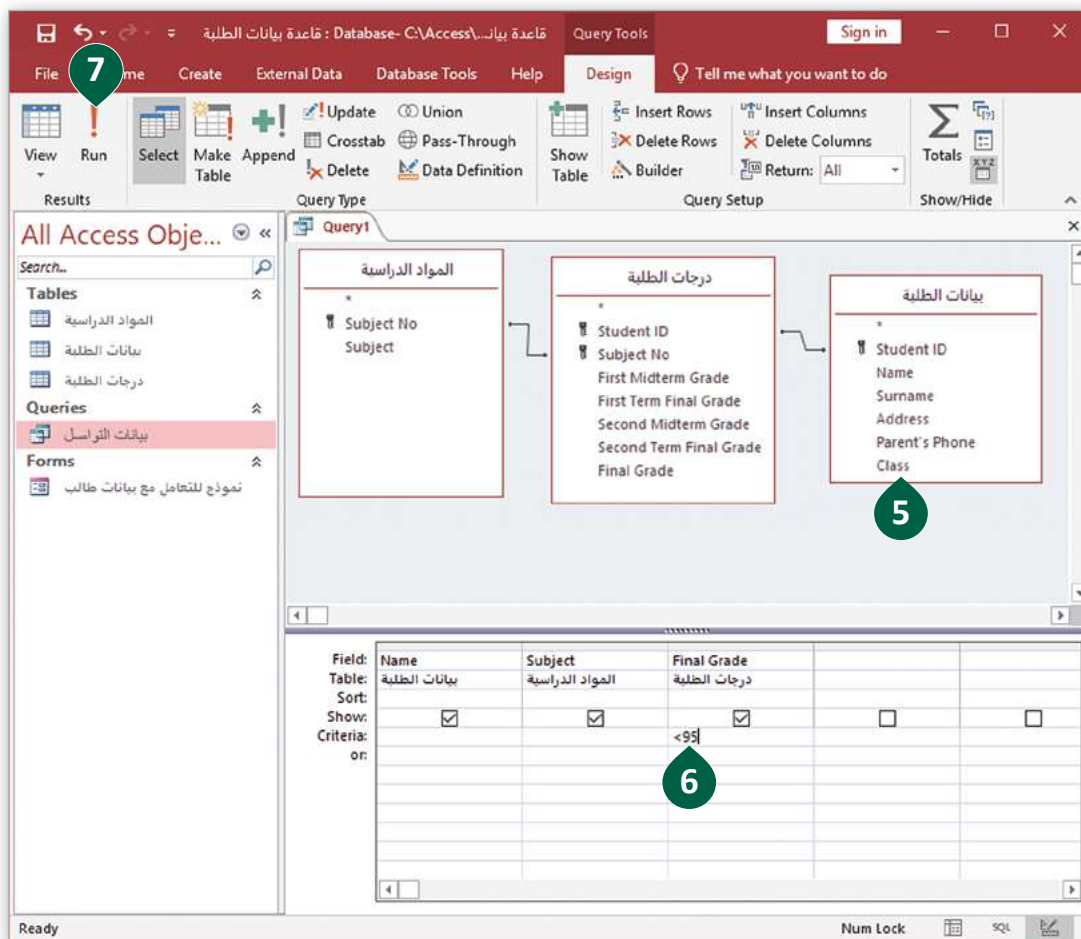 قاعدة بيانات الطلبة : Database- C:\Access\...قاعدة بيانـ
Query Tools
Sign in
File
7
me
Create
External Data
Database Tools
Help
Design
Tell me what you want to do
View
Run
Results
Select
Make Table
Append
Update
Crosstab
Delete
Union
Pass-Through
Data Definition
Query Type
Show Table
Insert Rows
Delete Rows
Builder
Insert Columns
Delete Columns
Return: All
Query Setup
Totals
XYZ
Show/Hide
All Access Obje...
Search...
Tables
المواد الدراسية
بيانات الطلبة
درجات الطلبة
Queries
بيانات التواصل
Forms
نموذج للتعامل مع بيانات طالب
Query1
المواد الدراسية
*
Subject No
Subject
درجات الطلبة
*
Student ID
Subject No
First Midterm Grade
First Term Final Grade
Second Midterm Grade
Second Term Final Grade
Final Grade
بيانات الطلبة
*
Student ID
Name
Surname
Address
Parent's Phone
Class
5
Field: Name Subject Final Grade
Table: بيانات الطلبة المواد الدراسية درجات الطلبة
Sort:
Show:
Criteria: <95
or:
6
Ready
Num Lock
SQL